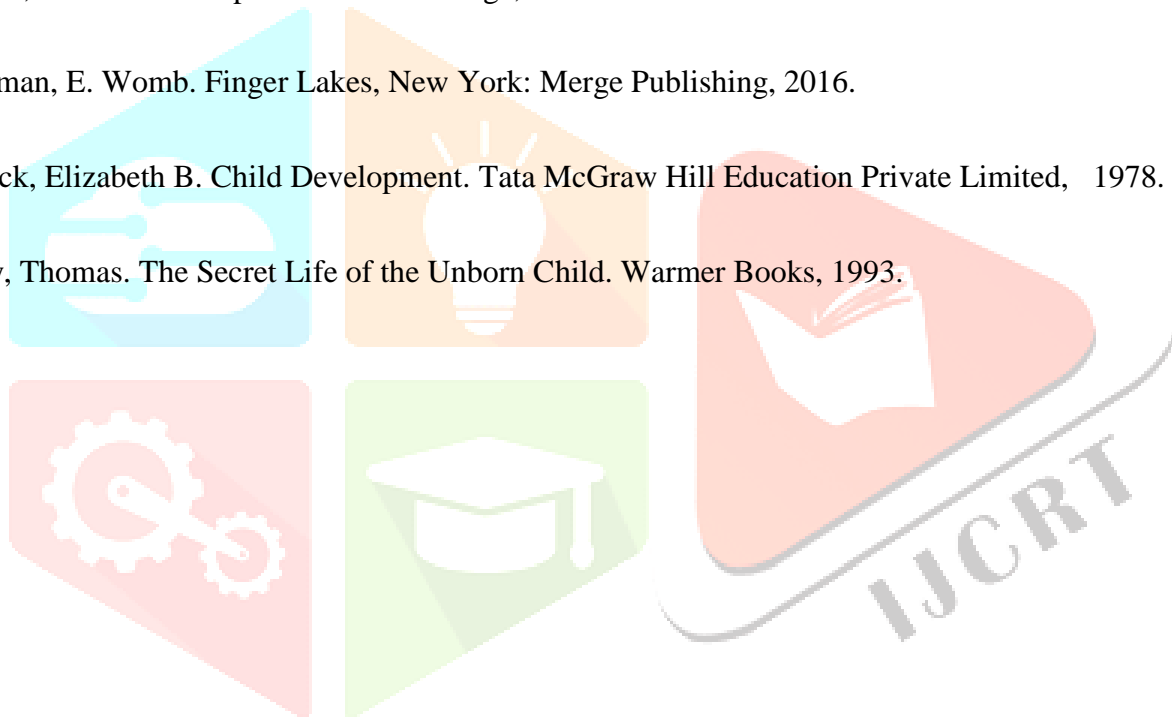 man, E. Womb. Finger Lakes, New York: Merge Publishing, 2016.
ck, Elizabeth B. Child Development. Tata McGraw Hill Education Private Limited, 1978.
, Thomas. The Secret Life of the Unborn Child. Warmer Books, 1993.
IJCRT